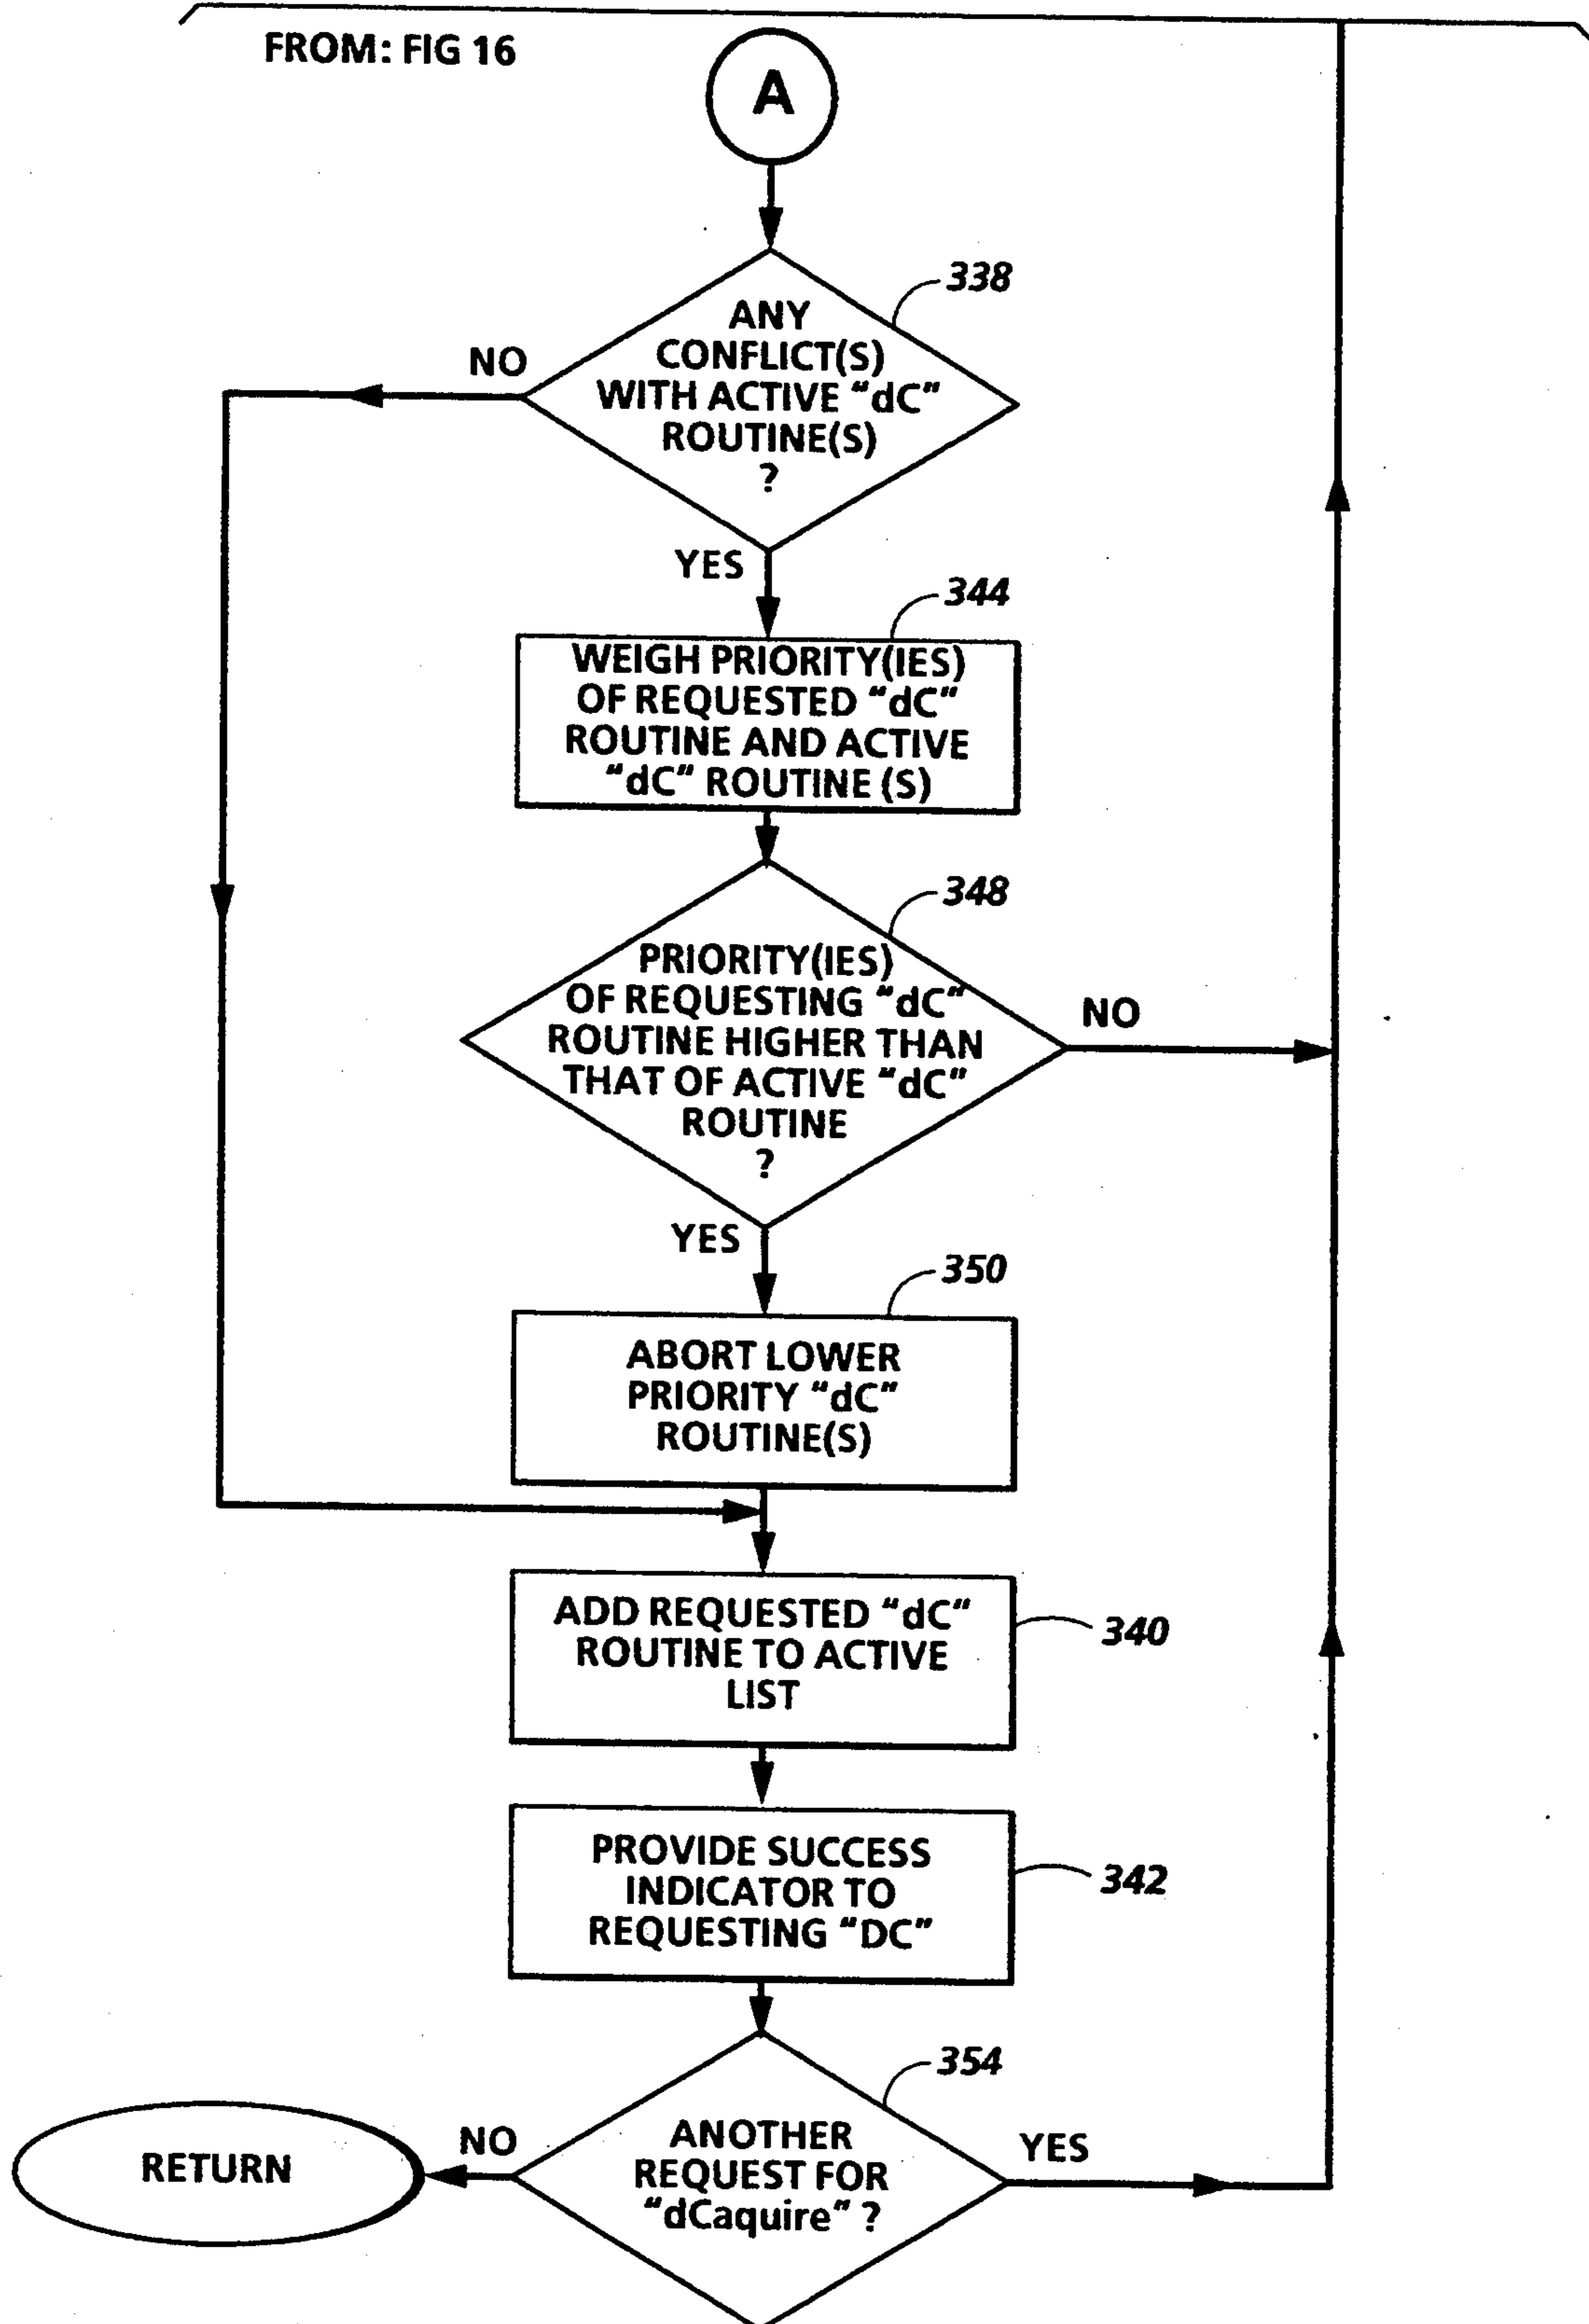 FROM: FIG 16
A
338
ANY
CONFLICT(S)
WITH ACTIVE "dC"
ROUTINE(S)
?
NO
YES
344
WEIGH PRIORITY(IES)
OF REQUESTED "dC"
ROUTINE AND ACTIVE
"dC" ROUTINE (S)
348
PRIORITY(IES)
OF REQUESTING "dC"
ROUTINE HIGHER THAN
THAT OF ACTIVE "dC"
ROUTINE
?
NO
YES
350
ABORT LOWER
PRIORITY "dC"
ROUTINE(S)
ADD REQUESTED "dC"
ROUTINE TO ACTIVE
LIST
340
PROVIDE SUCCESS
INDICATOR TO
REQUESTING "DC"
342
354
ANOTHER
REQUEST FOR
"dCaquire" ?
NO
YES
RETURN